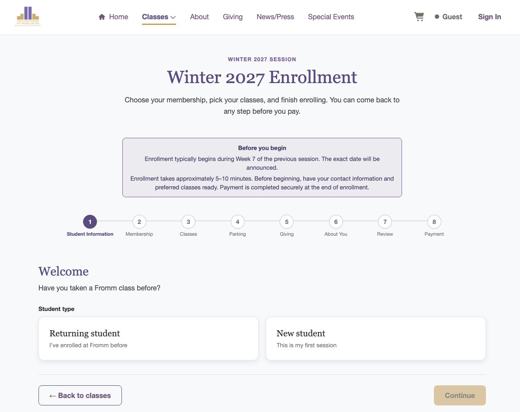 Home
Classes
About
Giving
News/Press
Special Events
Guest
Sign In
WINTER 2027 SESSION
Winter 2027 Enrollment
Choose your membership, pick your classes, and finish enrolling. You can come back to
any step before you pay.
Before you begin
Enrollment typically begins during Week 7 of the previous session. The exact date will be
announced.
Enrollment takes approximately 5–10 minutes. Before beginning, have your contact information and
preferred classes ready. Payment is completed securely at the end of enrollment.
1
2
3
4
5
6
7
8
Student Information
Membership
Classes
Parking
Giving
About You
Review
Payment
Welcome
Have you taken a Fromm class before?
Student type
Returning student
I've enrolled at Fromm before
New student
This is my first session
← Back to classes
Continue